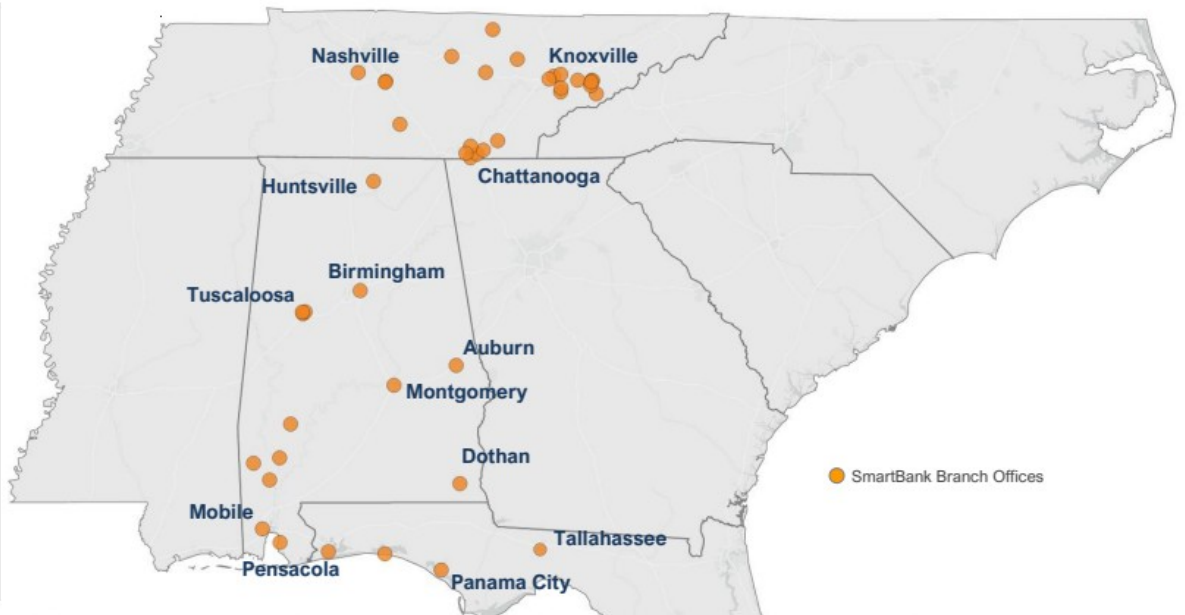 Nashville
Knoxville
Chattanooga
Huntsville
Birmingham
Tuscaloosa
Auburn
Montgomery
Dothan
SmartBank Branch Offices
Mobile
Tallahassee
Pensacola
Panama City